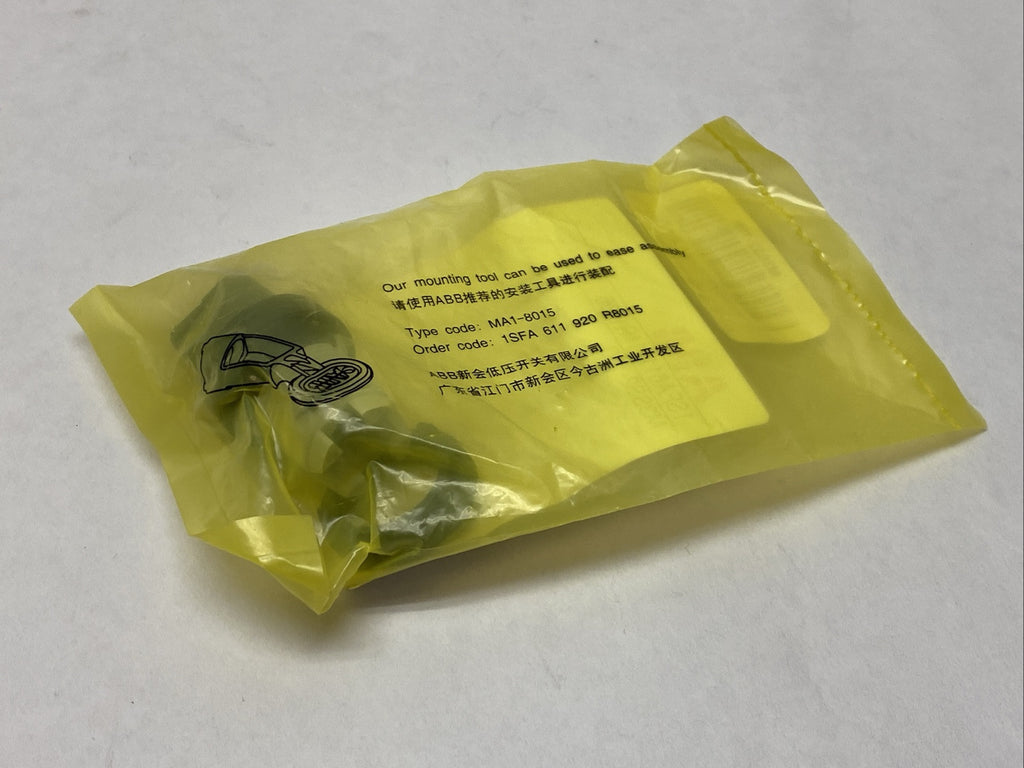 Our mounting tool can be used to ease assembly
请使用ABB推荐的安装工具进行装配
Type code: MA1-8015
Order code: 1SFA 611 920 R8015
ABB新会低压开关有限公司
广东省江门市新会区今古洲工业开发区